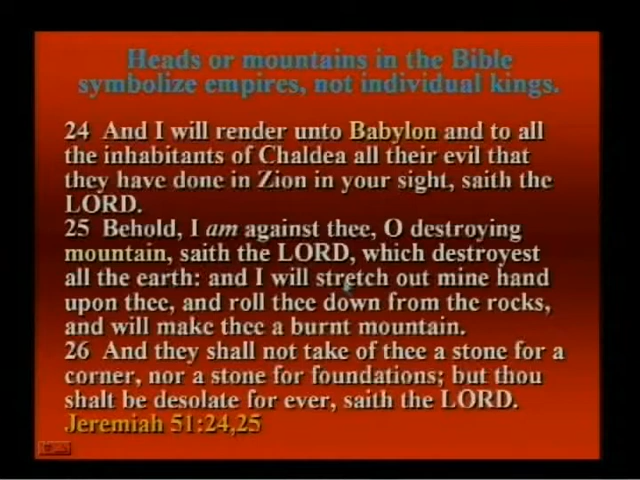 Heads or mountains in the Bible
symbolize empires, not individual kings.
24 And I will render unto Babylon and to all
the inhabitants of Chaldea all their evil that
they have done in Zion in your sight, saith the
LORD.
25 Behold, I am against thee, O destroying
mountain, saith the LORD, which destroyest
all the earth: and I will stretch out mine hand
upon thee, and roll thee down from the rocks,
and will make thee a burnt mountain.
26 And they shall not take of thee a stone for a
corner, nor a stone for foundations; but thou
shalt be desolate for ever, saith the LORD.
Jeremiah 51:24,25